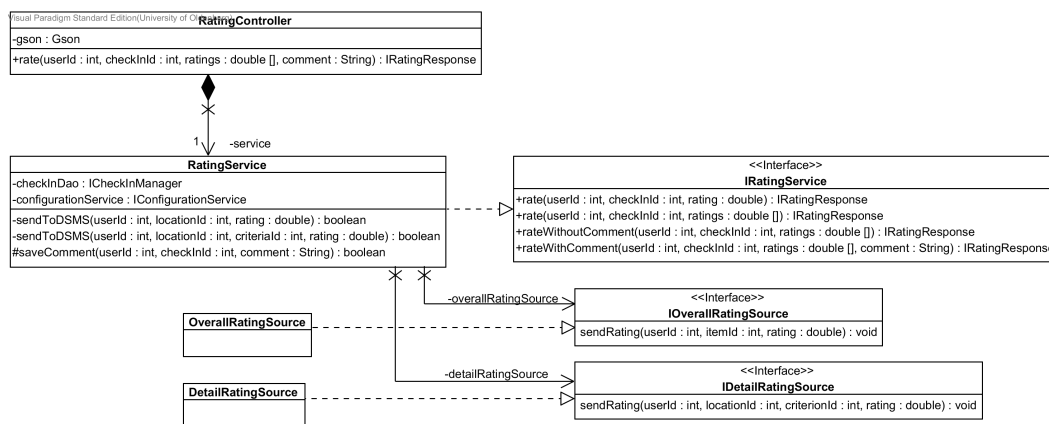 Visual Paradigm Standard Edition(University of
RatingController
-gson : Gson
+rate(userId : int, checkInId : int, ratings : double [], comment : String) : IRatingResponse
1
-service
RatingService
-checkInDao : ICheckInManager
-configurationService : IConfigurationService
-sendToDSMS(userId : int, locationId : int, rating : double) : boolean
-sendToDSMS(userId : int, locationId : int, criteriaId : int, rating : double) : boolean
#saveComment(userId : int, checkInId : int, comment : String) : boolean
<<Interface>>
IRatingService
+rate(userId : int, checkInId : int, rating : double) : IRatingResponse
+rate(userId : int, checkInId : int, ratings : double []) : IRatingResponse
+rateWithoutComment(userId : int, checkInId : int, ratings : double []) : IRatingResponse
+rateWithComment(userId : int, checkInId : int, ratings : double [], comment : String) : IRatingResponse
-overallRatingSource
<<Interface>>
IOverallRatingSource
sendRating(userId : int, itemId : int, rating : double) : void
OverallRatingSource
-detailRatingSource
<<Interface>>
IDetailRatingSource
sendRating(userId : int, locationId : int, criterionId : int, rating : double) : void
DetailRatingSource